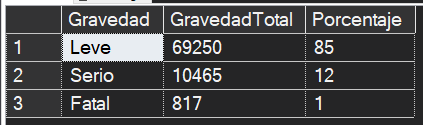 Gravedad GravedadTotal Porcentaje
1 Leve 69250 85
2 Serio 10465 12
3 Fatal 817 1